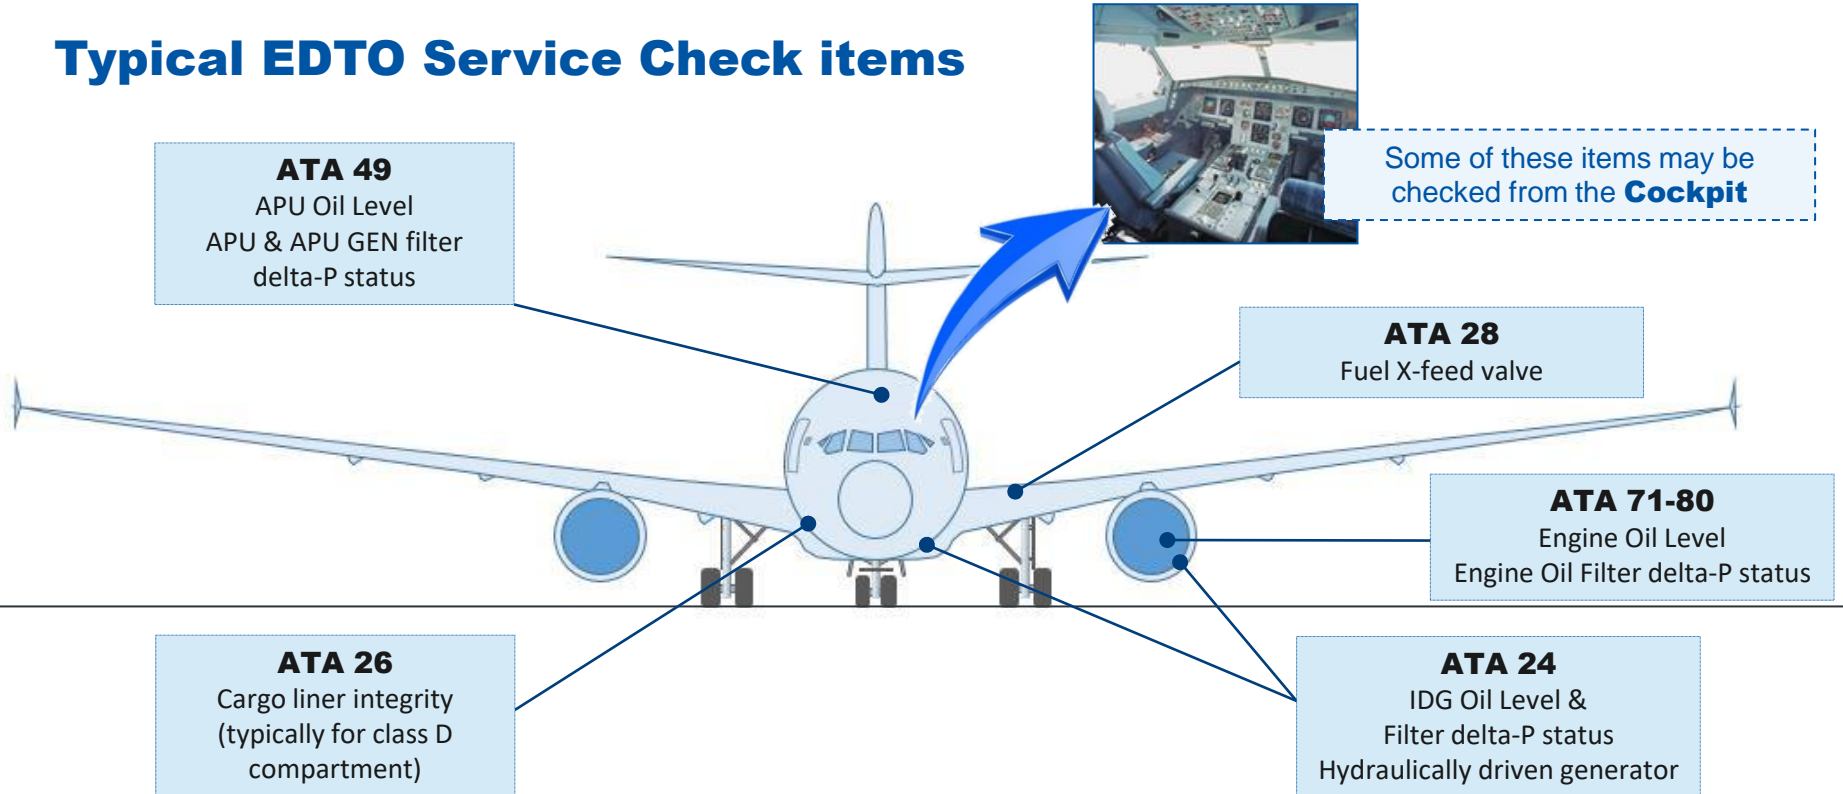 Typical EDTO Service Check items
Some of these items may be
checked from the Cockpit
ATA 49
APU Oil Level
APU & APU GEN filter
delta-P status
ATA 28
Fuel X-feed valve
ATA 71-80
Engine Oil Level
Engine Oil Filter delta-P status
ATA 26
Cargo liner integrity
(typically for class D
compartment)
ATA 24
IDG Oil Level &
Filter delta-P status
Hydraulically driven generator